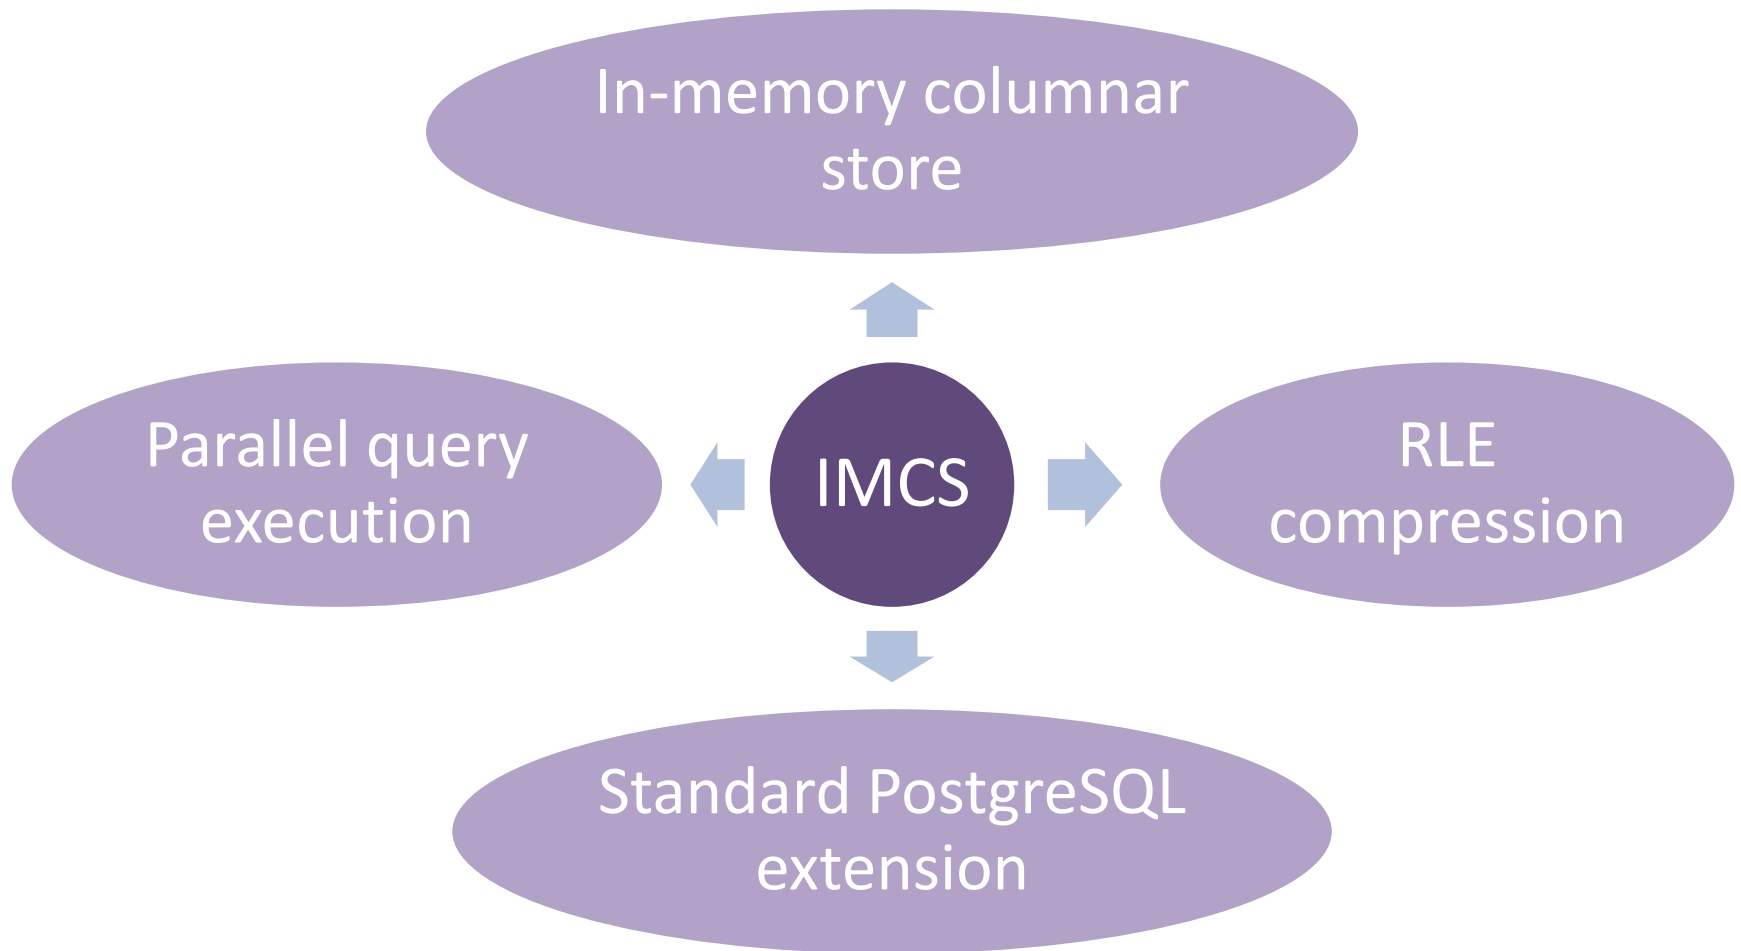 In-memory columnar
store
Parallel query
execution
IMCS
RLE
compression
Standard PostgreSQL
extension